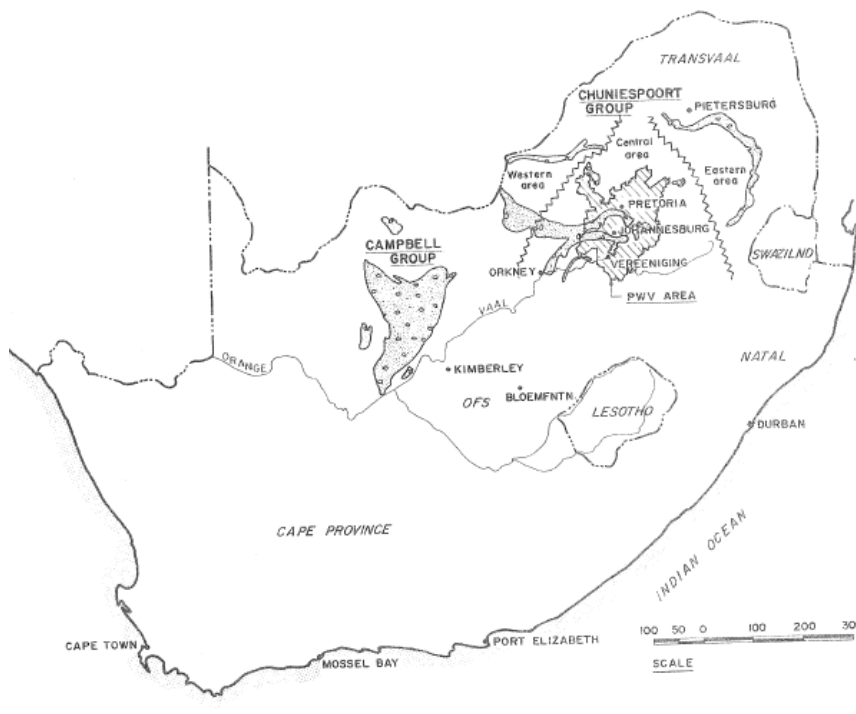 TRANSVAAL
CHUNIESPOORT
GROUP
PIETERSBURG
Central
area
Western
area
Eastern
area
PRETORIA
JOHANNESBURG
CAMPBELL
GROUP
SWAZILND
ORKNEY
VEREENIGING
PWV AREA
VAAL
ORANGE
KIMBERLEY
NATAL
OFS
BLOEMFNTN
LESOTHO
DURBAN
CAPE PROVINCE
INDIAN OCEAN
100 50 0 100 200 30
SCALE
CAPE TOWN
MOSSEL BAY
PORT ELIZABETH